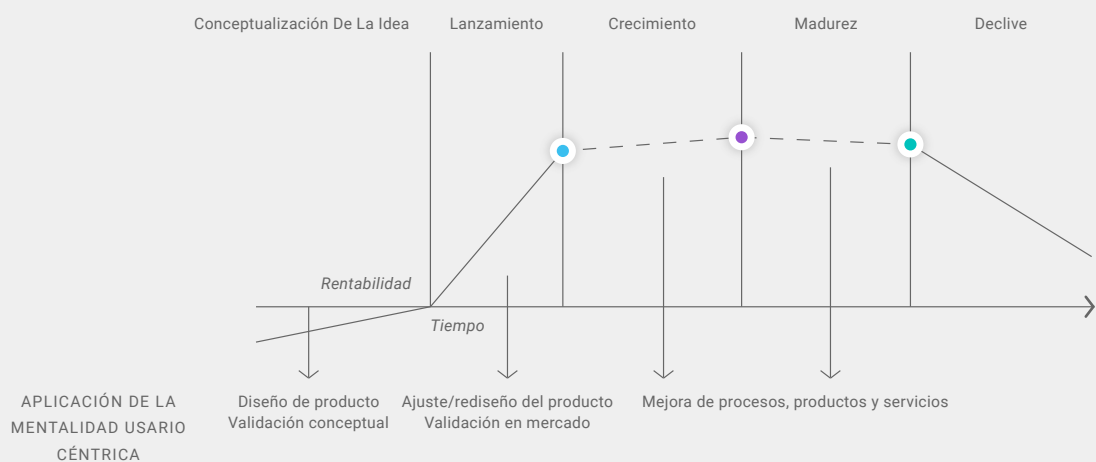 Conceptualización De La Idea
Lanzamiento
Crecimiento
Madurez
Declive
Rentabilidad
Tiempo
APLICACIÓN DE LA
MENTALIDAD USARIO
CÉNTRICA
Diseño de producto
Validación conceptual
Ajuste/rediseño del producto
Validación en mercado
Mejora de procesos, productos y servicios